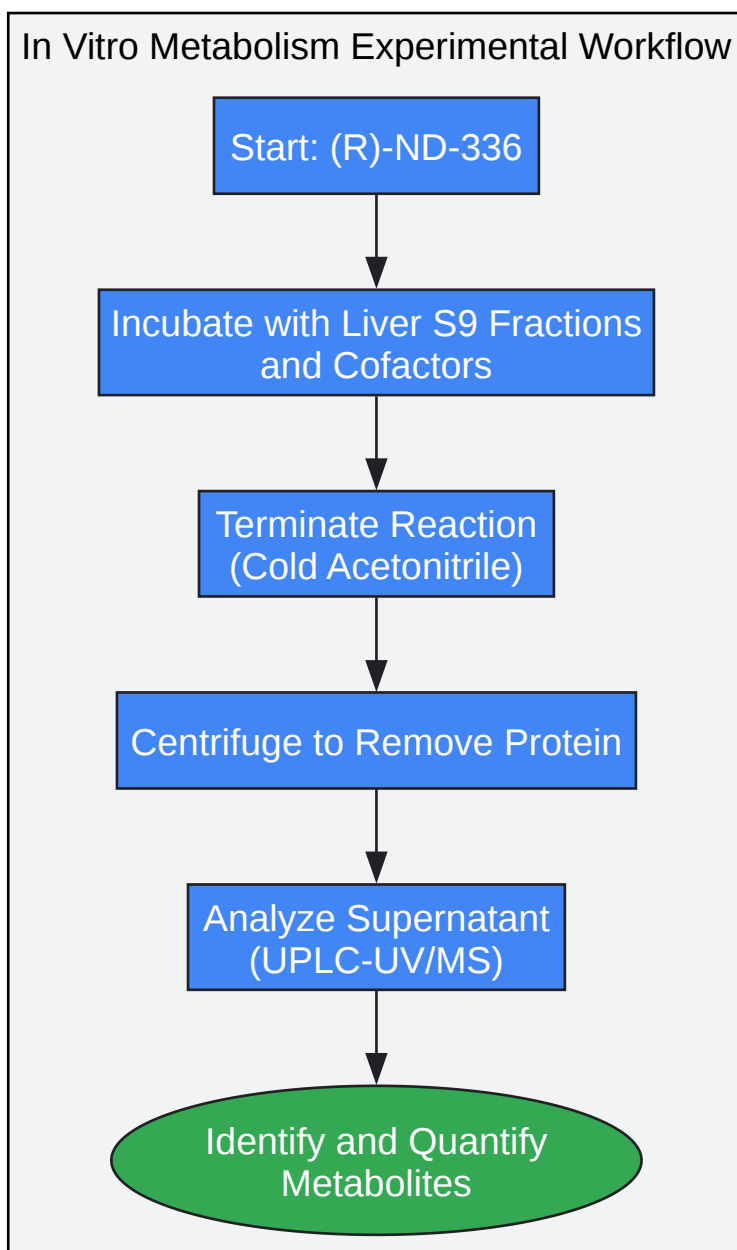 In Vitro Metabolism Experimental Workflow
Start: (R)-ND-336
Incubate with Liver S9 Fractions
and Cofactors
Terminate Reaction
(Cold Acetonitrile)
Centrifuge to Remove Protein
Analyze Supernatant
(UPLC-UV/MS)
Identify and Quantify
Metabolites